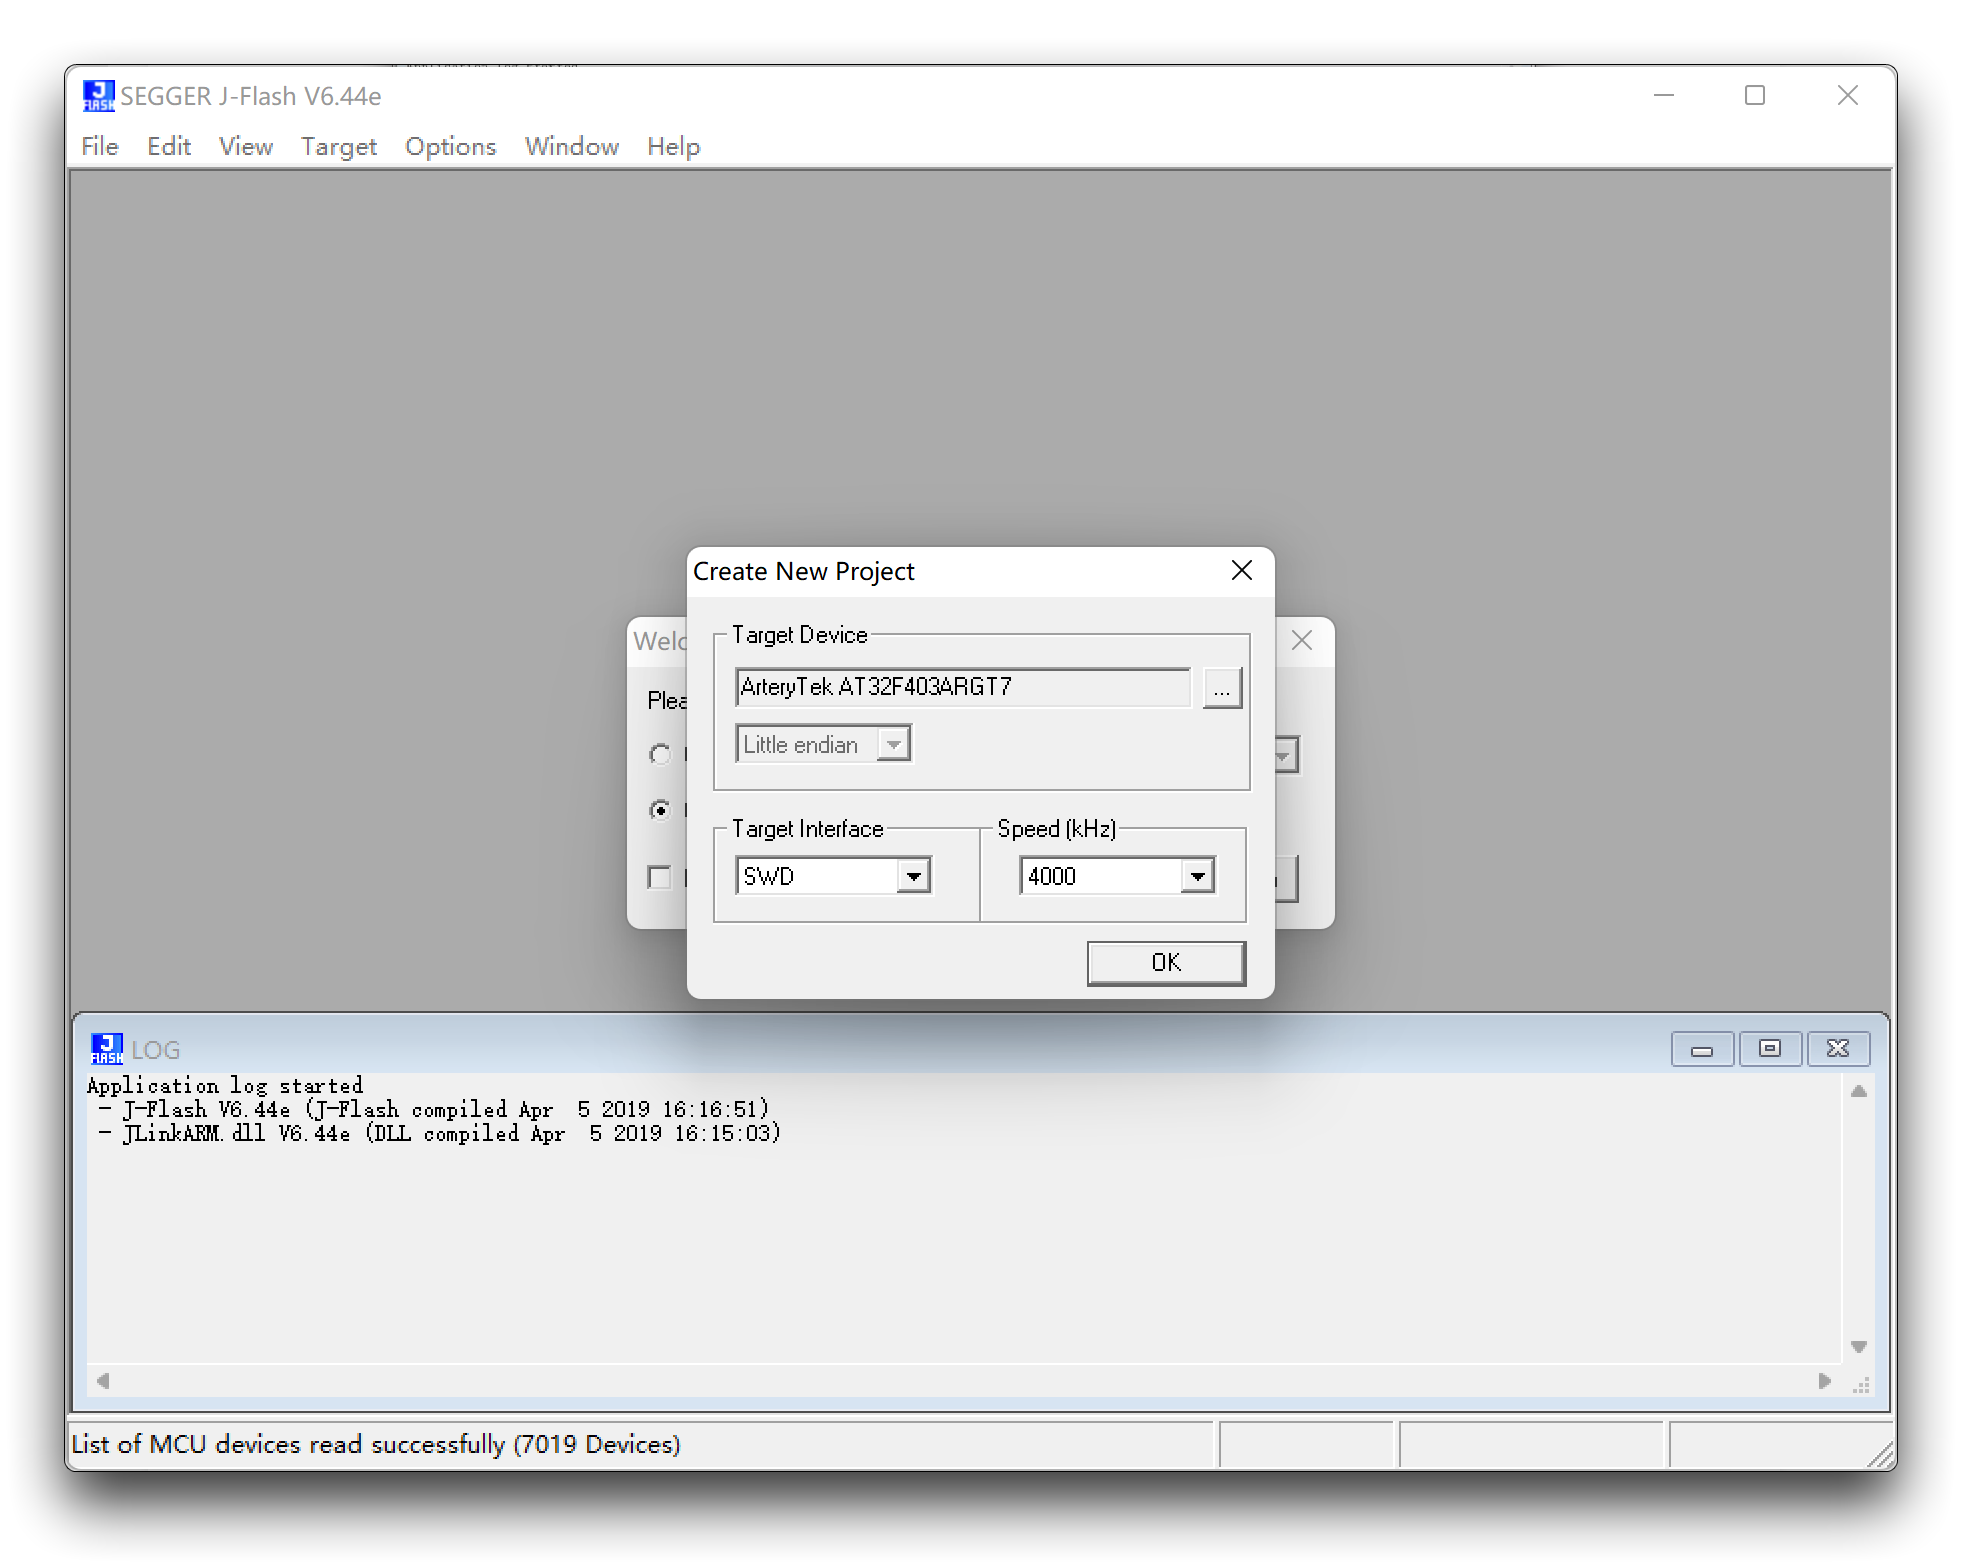 SEGGER J-Flash V6.44e
File Edit View Target Options Window Help
Create New Project
Target Device
ArteryTek AT32F403ARGT7
...
Little endian
Target Interface
Speed (kHz)
SWD
4000
OK
LOG
Application log started
- J-Flash V6.44e (J-Flash compiled Apr  5 2019 16:16:51)
- JLinkARM.dll V6.44e (DLL compiled Apr  5 2019 16:15:03)
List of MCU devices read successfully (7019 Devices)